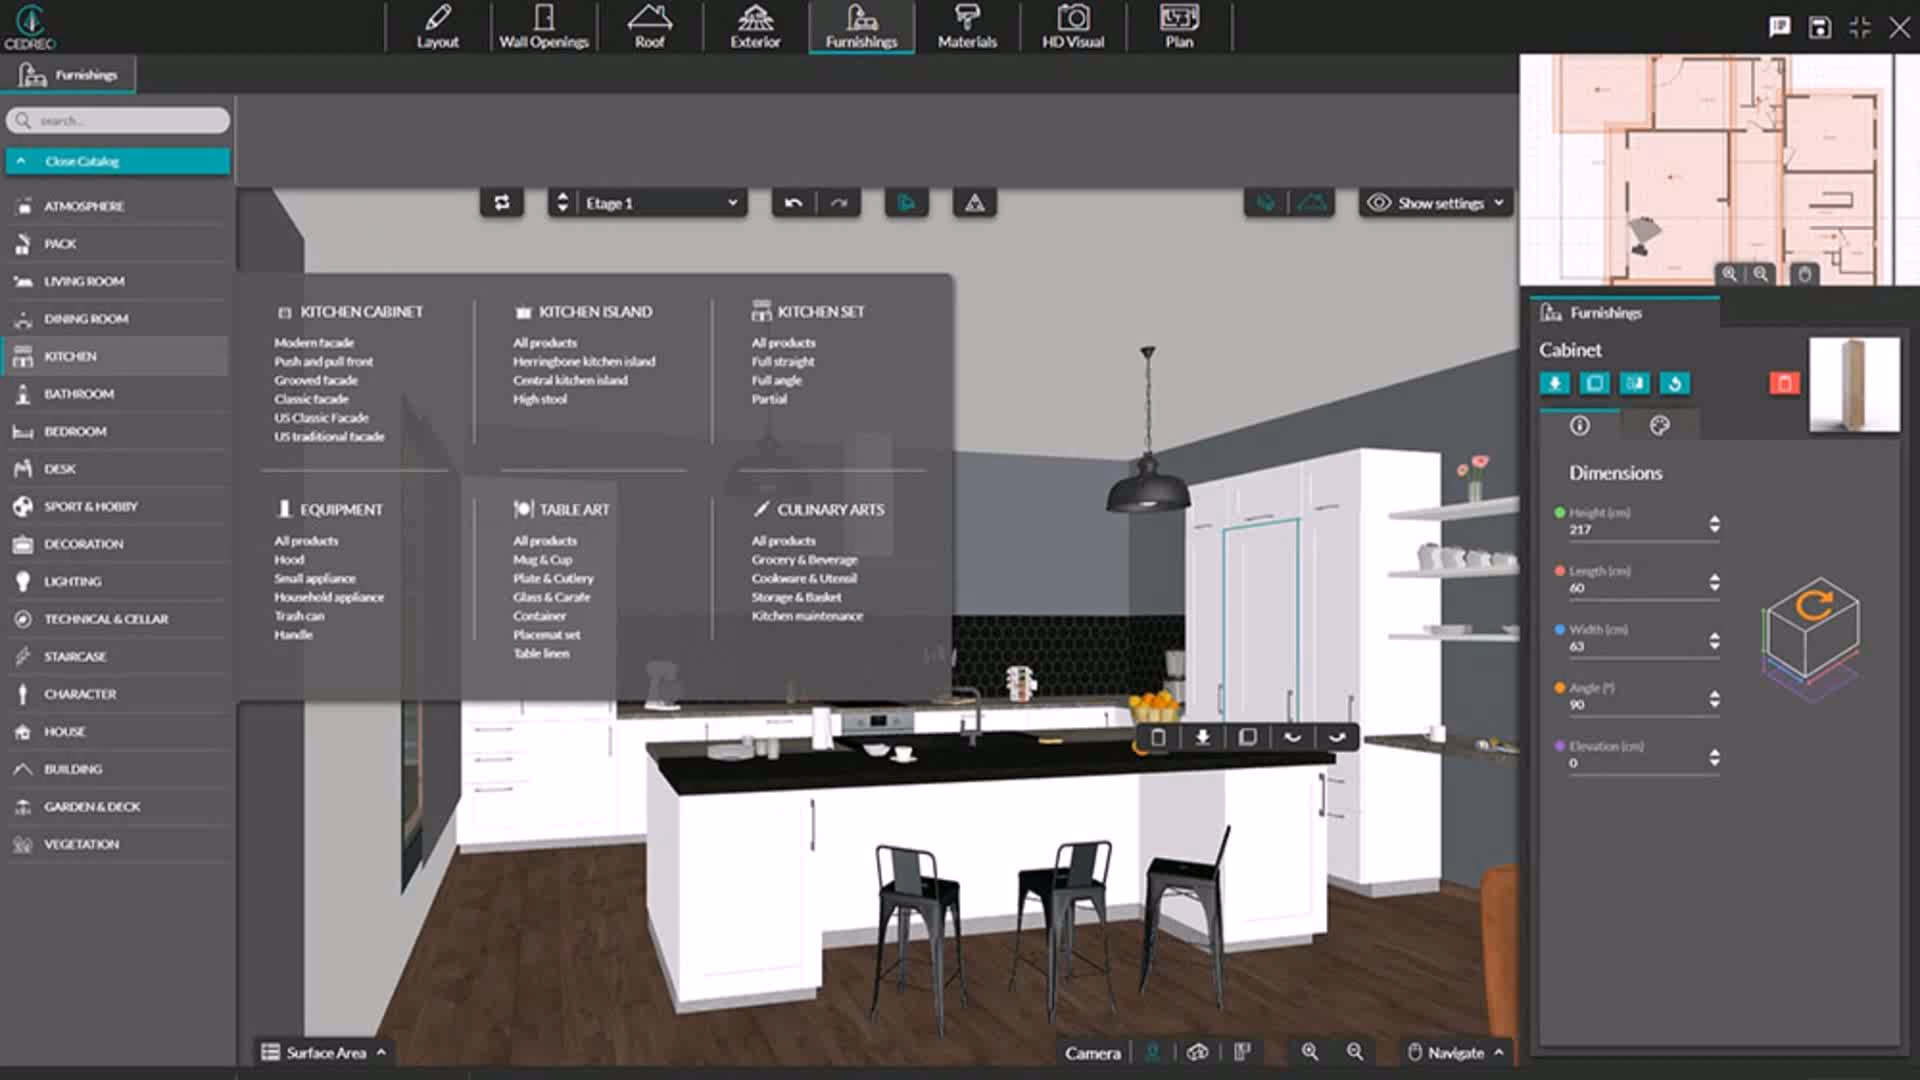 CEDREO
Layout
Wall Openings
Roof
Exterior
Furnishings
Materials
HD Visual
Plan
Furnishings
search...
Close Catalog
ATMOSPHERE
PACK
LIVING ROOM
DINING ROOM
KITCHEN
BATHROOM
BEDROOM
DESK
SPORT & HOBBY
DECORATION
LIGHTING
TECHNICAL & CELLAR
STAIRCASE
CHARACTER
HOUSE
BUILDING
GARDEN & DECK
VEGETATION
Etage 1
Show settings
KITCHEN CABINET
Modern facade
Push and pull front
Grooved facade
Classic facade
US Classic Facade
US traditional facade
KITCHEN ISLAND
All products
Herringbone kitchen island
Central kitchen island
High stool
KITCHEN SET
All products
Full straight
Full angle
Partial
EQUIPMENT
All products
Hood
Small appliance
Household appliance
Trash can
Handle
TABLE ART
All products
Mug & Cup
Plate & Cutlery
Glass & Carafe
Container
Placemat set
Table linen
CULINARY ARTS
All products
Grocery & Beverage
Cookware & Utensil
Storage & Basket
Kitchen maintenance
Furnishings
Cabinet
Dimensions
Height (cm)
217
Length (cm)
60
Width (cm)
63
Angle (°)
90
Elevation (cm)
0
Surface Area
Camera
Navigate